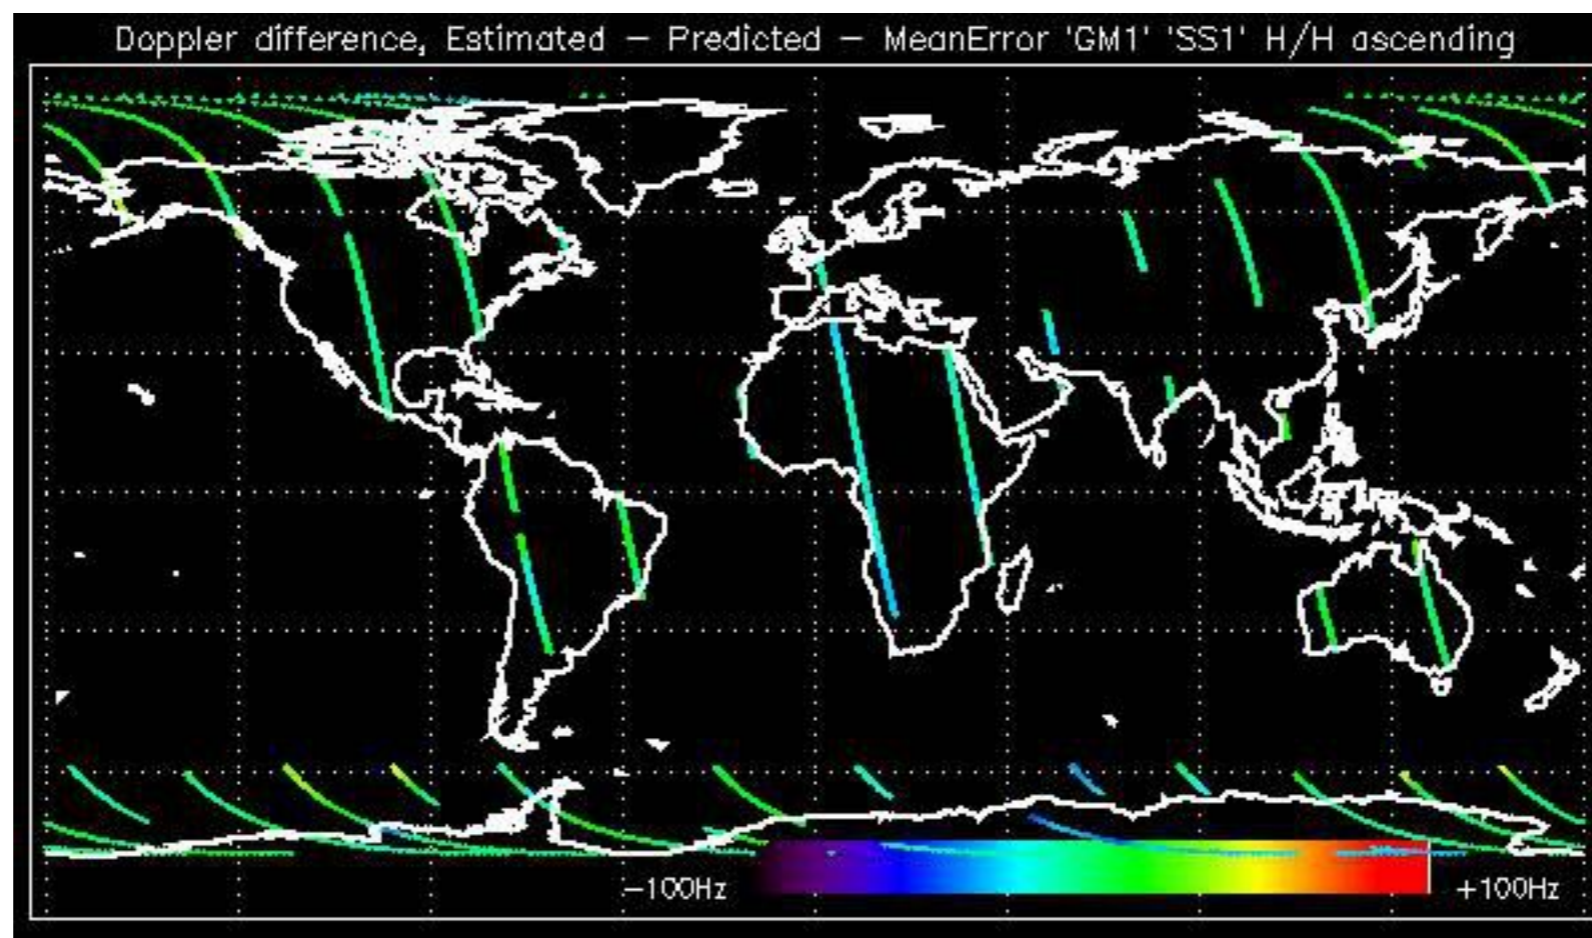 Doppler difference, Estimated — Predicted — MeanError 'GM1' 'SS1' H/H ascending
—100Hz
+100Hz